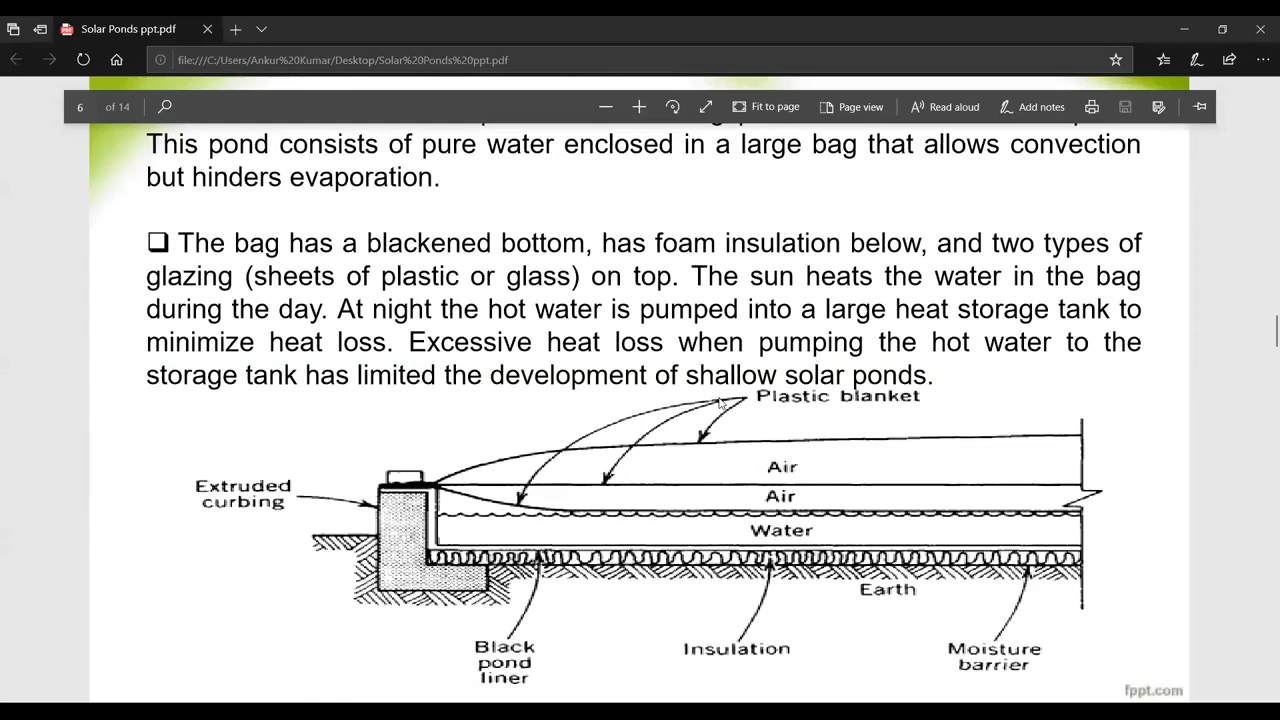 Solar Ponds ppt.pdf
file:///C:/Users/Ankur%20Kumar/Desktop/Solar%20Ponds%20ppt.pdf
6 of 14
Fit to page
Page view
Read aloud
Add notes
This pond consists of pure water enclosed in a large bag that allows convection
but hinders evaporation.
❑ The bag has a blackened bottom, has foam insulation below, and two types of
glazing (sheets of plastic or glass) on top. The sun heats the water in the bag
during the day. At night the hot water is pumped into a large heat storage tank to
minimize heat loss. Excessive heat loss when pumping the hot water to the
storage tank has limited the development of shallow solar ponds.
Plastic blanket
Air
Extruded
curbing
Air
Water
Earth
Black
pond
liner
Insulation
Moisture
barrier
fppt.com